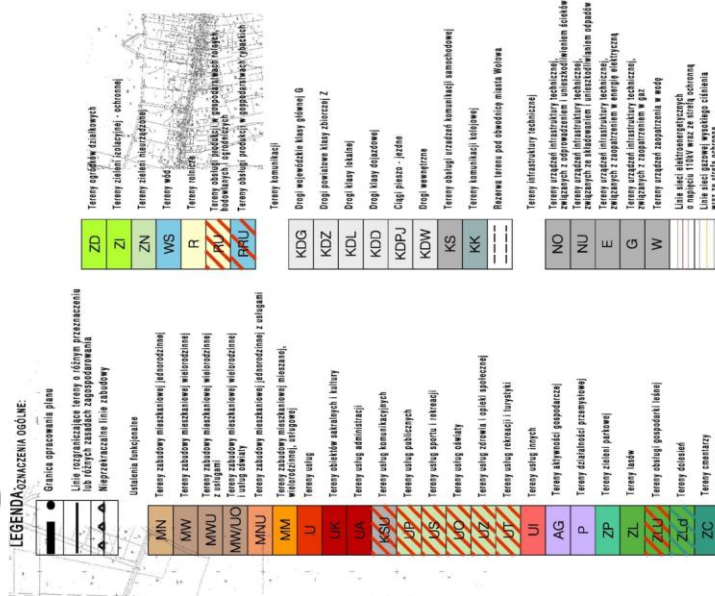 LEGENDA
OZNACZENIA OGÓLNE:
Granica opracowania planu
Linie rozgraniczające tereny o różnym przeznaczeniu
lub różnych zasadach zagospodarowania
Nieprzekraczalne linie zabudowy
Ustalenia funkcjonalne
MN Tereny zabudowy mieszkaniowej jednorodzinnej
MW Tereny zabudowy mieszkaniowej wielorodzinnej
MWU Tereny zabudowy mieszkaniowej wielorodzinnej
z usługami
MW/UO Tereny zabudowy mieszkaniowej wielorodzinnej
i usług oświaty
MNU Tereny zabudowy mieszkaniowej jednorodzinnej z usługami
MM Tereny zabudowy mieszkaniowej mieszanej,
wielorodzinnej, usługowej
U Tereny usług
UK Tereny obiektów sakralnych i kultury
UA Tereny usług administracji
KSU Tereny usług komunikacyjnych
UP Tereny usług publicznych
US Tereny usług sportu i rekreacji
UO Tereny usług oświaty
UZ Tereny usług zdrowia i opieki społecznej
UT Tereny usług rekreacji i turystyki
UI Tereny usług innych
AG Tereny aktywności gospodarczej
P Tereny działalności przemysłowej
ZP Tereny zieleni parkowej
ZL Tereny lasów
ZLU Tereny obsługi gospodarki leśnej
ZLd Tereny dolesień
ZC Tereny cmentarzy
ZD Tereny ogrodów działkowych
ZI Tereny zieleni izolacyjnej - ochronnej
ZN Tereny zieleni nieurządzonej
WS Tereny wód
R Tereny rolnicze
RU Tereny obsługi produkcji w gospodarstwach rolnych,
hodowlanych i ogrodniczych
RRU Tereny obsługi produkcji w gospodarstwach rybackich
Tereny komunikacji
KDG Drogi wojewódzkie klasy głównej G
KDZ Drogi powiatowe klasy zbiorczej Z
KDL Drogi klasy lokalnej
KDD Drogi klasy dojazdowej
KDPJ Ciągi pieszo - jezdne
KDW Drogi wewnętrzne
KS Tereny obsługi urządzeń komunikacji samochodowej
KK Tereny komunikacji kolejowej
Rezerwa terenu pod obwodnicę miasta Wołowa
Tereny infrastruktury technicznej
NO Tereny urządzeń infrastruktury technicznej,
związanych z odprowadzeniem i unieszkodliwieniem ścieków
NU Tereny urządzeń infrastruktury technicznej,
związanych ze składowaniem i unieszkodliwianiem odpadów
E Tereny urządzeń infrastruktury technicznej,
związanych z zaopatrzeniem w energię elektryczną
G Tereny urządzeń infrastruktury technicznej,
związanych z zaopatrzeniem w gaz
W Tereny urządzeń zaopatrzenia w wodę
Linie sieci elektroenergetycznych
o napięciu 110kV wraz ze strefą ochronną
Linie sieci gazowej wysokiego ciśnienia
wraz ze strefą ochronną